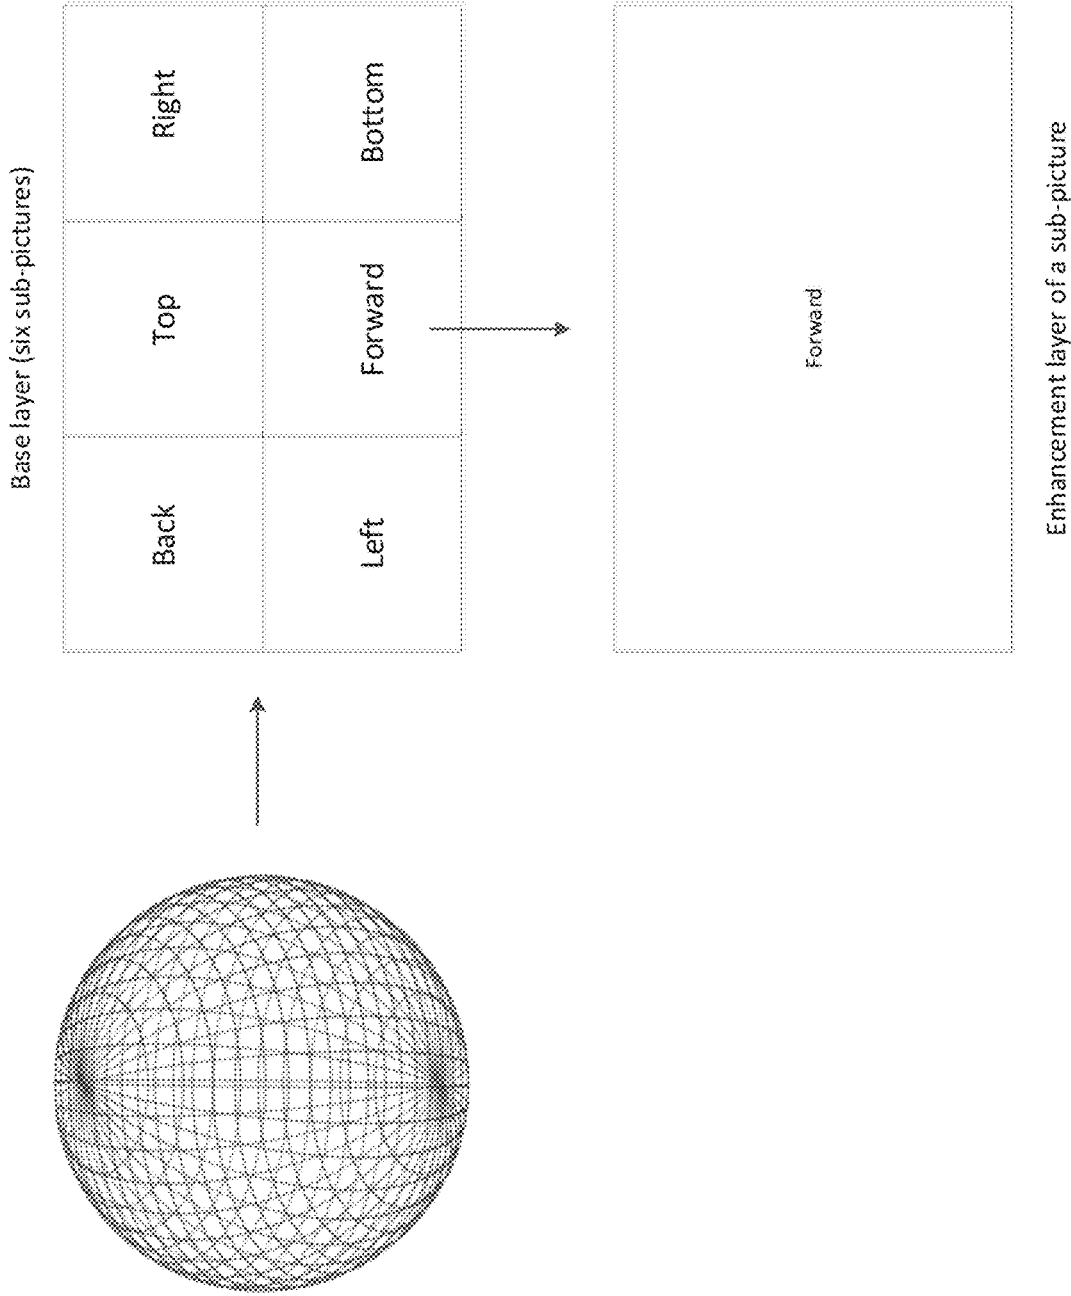 Base layer (six sub-pictures)
Back
Top
Right
Left
Forward
Bottom
Forward
Enhancement layer of a sub-picture